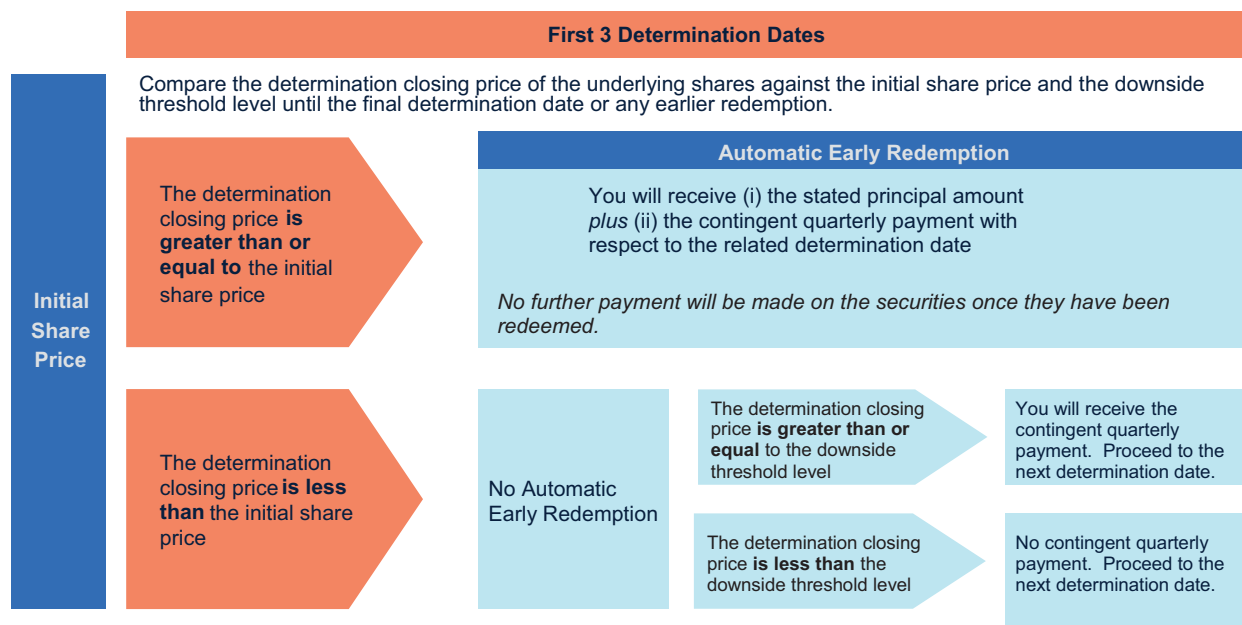 First 3 Determination Dates
Compare the determination closing price of the underlying shares against the initial share price and the downside
threshold level until the final determination date or any earlier redemption.
Initial
Share
Price
The determination
closing price is
greater than or
equal to the initial
share price
Automatic Early Redemption
You will receive (i) the stated principal amount
plus (ii) the contingent quarterly payment with
respect to the related determination date
No further payment will be made on the securities once they have been
redeemed.
The determination
closing price is less
than the initial share
price
No Automatic
Early Redemption
The determination closing
price is greater than or
equal to the downside
threshold level
You will receive the
contingent quarterly
payment. Proceed to the
next determination date.
The determination closing
price is less than the
downside threshold level
No contingent quarterly
payment. Proceed to the
next determination date.